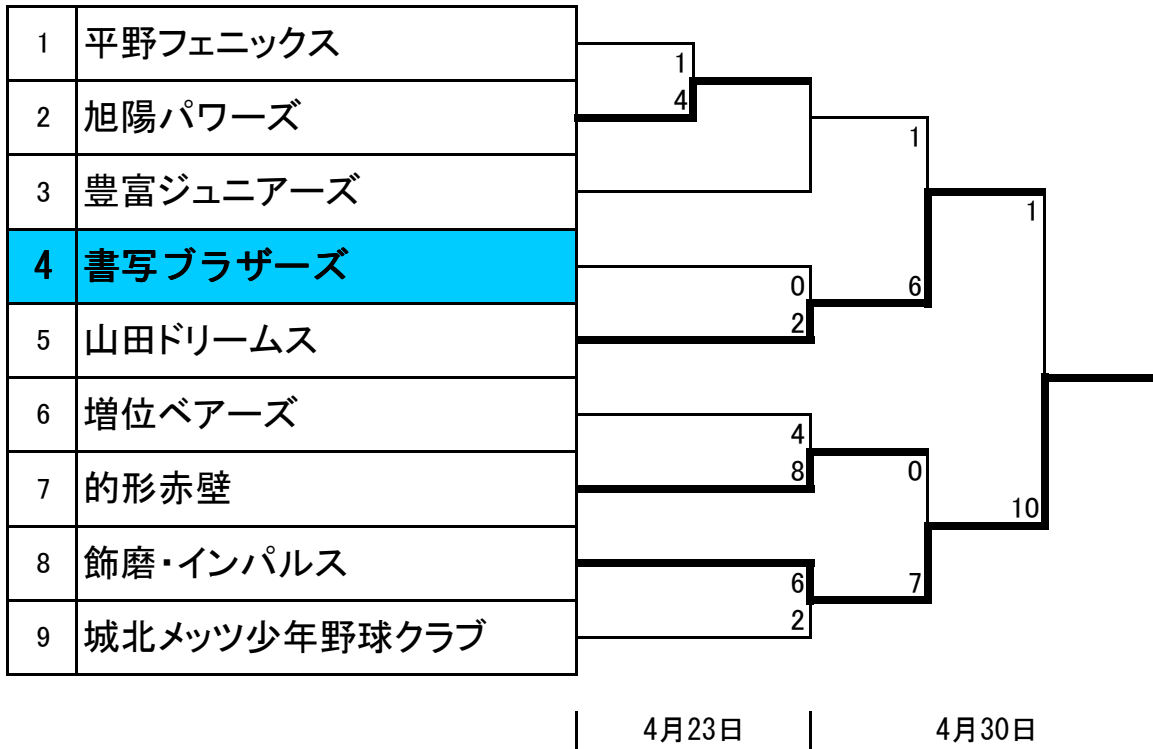 1 平野フェニックス
1
4
2 旭陽パワーズ
1
3 豊富ジュニアーズ
1
4 書写ブラザーズ
0
6
2
5 山田ドリームス
6 増位ベアーズ
4
8
0
7 的形赤壁
10
8 飾磨・インパルス
6
7
2
9 城北メッツ少年野球クラブ
4月23日
4月30日